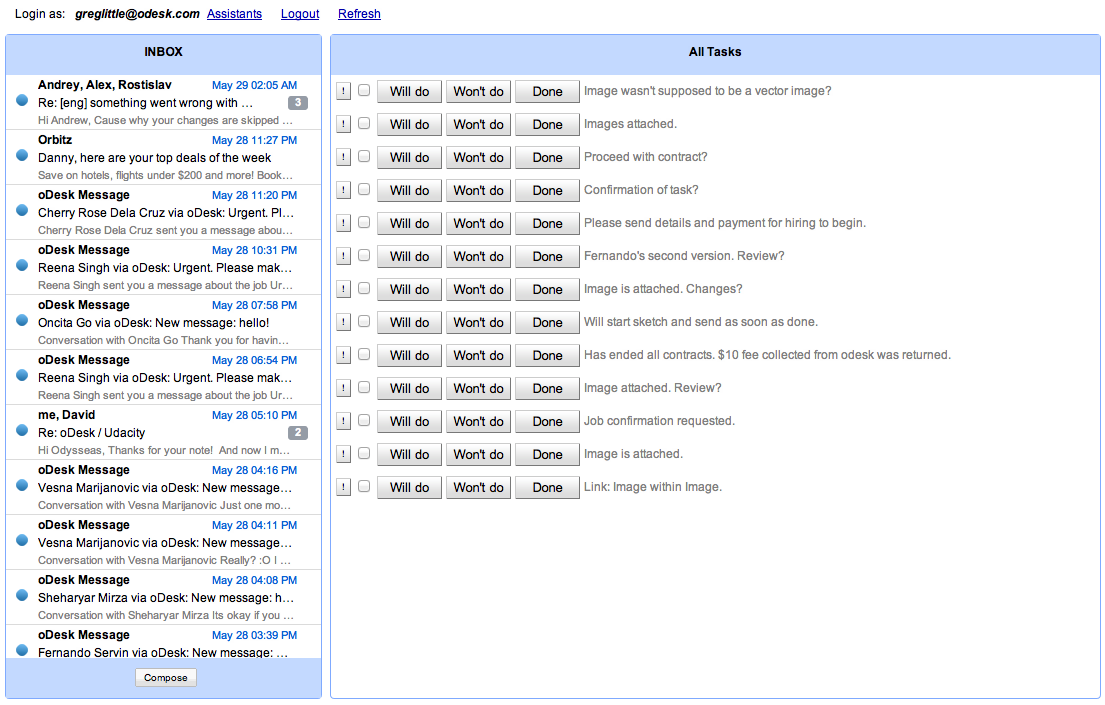 Login as: greglittle@odesk.com Assistants Logout Refresh
INBOX
Andrey, Alex, Rostislav May 29 02:05 AM
Re: [eng] something went wrong with … 3
Hi Andrew, Cause why your changes are skipped …
Orbitz May 28 11:27 PM
Danny, here are your top deals of the week
Save on hotels, flights under $200 and more! Book…
oDesk Message May 28 11:20 PM
Cherry Rose Dela Cruz via oDesk: Urgent. Pl…
Cherry Rose Dela Cruz sent you a message abou…
oDesk Message May 28 10:31 PM
Reena Singh via oDesk: Urgent. Please mak…
Reena Singh sent you a message about the job Ur…
oDesk Message May 28 07:58 PM
Oncita Go via oDesk: New message: hello!
Conversation with Oncita Go Thank you for havin…
oDesk Message May 28 06:54 PM
Reena Singh via oDesk: Urgent. Please mak…
Reena Singh sent you a message about the job Ur…
me, David May 28 05:10 PM
Re: oDesk / Udacity 2
Hi Odysseas, Thanks for your note! And now I m…
oDesk Message May 28 04:16 PM
Vesna Marijanovic via oDesk: New message…
Conversation with Vesna Marijanovic Just one mo…
oDesk Message May 28 04:11 PM
Vesna Marijanovic via oDesk: New message…
Conversation with Vesna Marijanovic Really? :O I …
oDesk Message May 28 04:08 PM
Sheharyar Mirza via oDesk: New message: h…
Conversation with Sheharyar Mirza Its okay if you …
oDesk Message May 28 03:39 PM
Fernando Servin via oDesk: New message: …
Compose
All Tasks
! Will do Won't do Done Image wasn't supposed to be a vector image?
! Will do Won't do Done Images attached.
! Will do Won't do Done Proceed with contract?
! Will do Won't do Done Confirmation of task?
! Will do Won't do Done Please send details and payment for hiring to begin.
! Will do Won't do Done Fernando's second version. Review?
! Will do Won't do Done Image is attached. Changes?
! Will do Won't do Done Will start sketch and send as soon as done.
! Will do Won't do Done Has ended all contracts. $10 fee collected from odesk was returned.
! Will do Won't do Done Image attached. Review?
! Will do Won't do Done Job confirmation requested.
! Will do Won't do Done Image is attached.
! Will do Won't do Done Link: Image within Image.